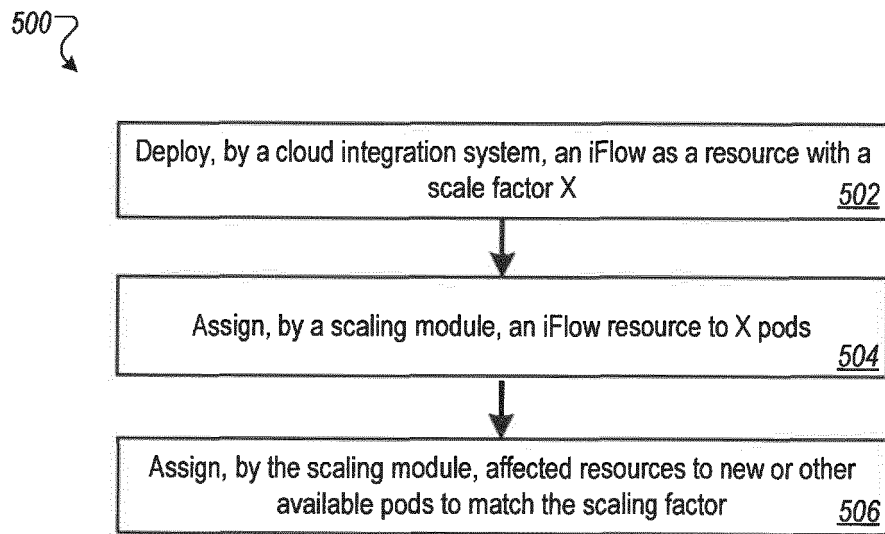 500
Deploy, by a cloud integration system, an iFlow as a resource with a
scale factor X
502
Assign, by a scaling module, an iFlow resource to X pods
504
Assign, by the scaling module, affected resources to new or other
available pods to match the scaling factor
506